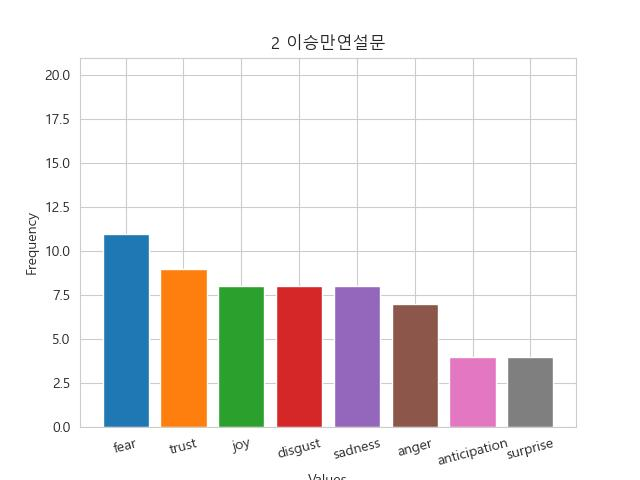 2 이승만연설문
20.0
17.5
15.0
12.5
10.0
7.5
5.0
2.5
0.0
Frequency
fear trust joy disgust sadness anger anticipation surprise
Values